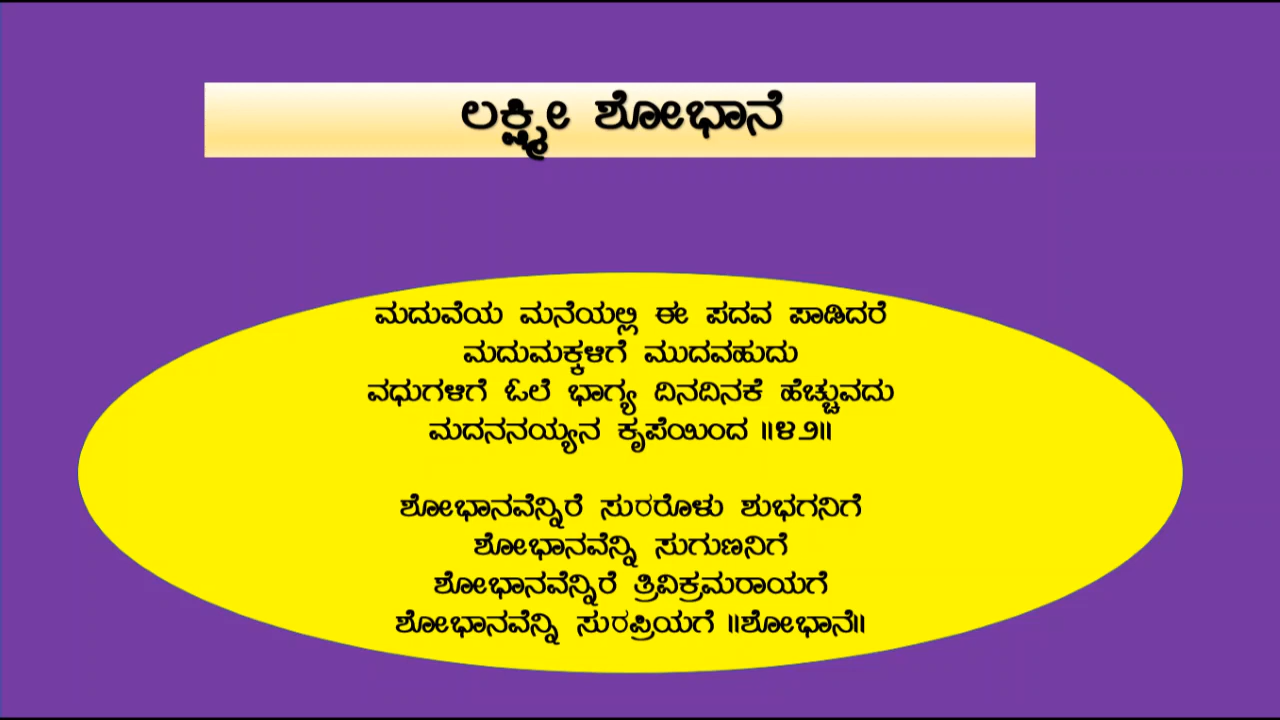 ಲಕ್ಷ್ಮೀ ಶೋಭಾನೆ
ಮದುವೆಯ ಮನೆಯಲ್ಲಿ ಈ ಪದವ ಪಾಡಿದರೆ
ಮದುಮಕ್ಕಳಿಗೆ ಮುದವಹುದು
ವಧುಗಳಿಗೆ ಓಲೆ ಭಾಗ್ಯ ದಿನದಿನಕೆ ಹೆಚ್ಚುವದು
ಮದನನಯ್ಯನ ಕೃಪೆಯಿಂದ ॥೪೨॥
ಶೋಭಾನವೆನ್ನಿರೆ ಸುರರೊಳು ಶುಭಗನಿಗೆ
ಶೋಭಾನವೆನ್ನಿ ಸುಗುಣನಿಗೆ
ಶೋಭಾನವೆನ್ನಿರೆ ತ್ರಿವಿಕ್ರಮರಾಯಗೆ
ಶೋಭಾನವೆನ್ನಿ ಸುರಪ್ರಿಯಗೆ ॥ಶೋಭಾನೆ॥